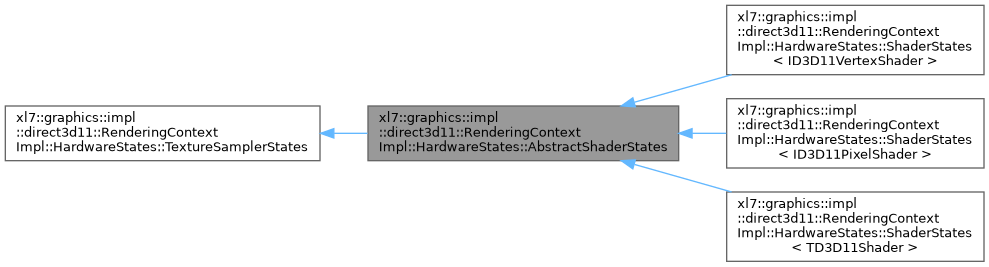 xl7::graphics::impl
::direct3d11::RenderingContext
Impl::HardwareStates::TextureSamplerStates
xl7::graphics::impl
::direct3d11::RenderingContext
Impl::HardwareStates::AbstractShaderStates
xl7::graphics::impl
::direct3d11::RenderingContext
Impl::HardwareStates::ShaderStates
< ID3D11VertexShader >
xl7::graphics::impl
::direct3d11::RenderingContext
Impl::HardwareStates::ShaderStates
< ID3D11PixelShader >
xl7::graphics::impl
::direct3d11::RenderingContext
Impl::HardwareStates::ShaderStates
< TD3D11Shader >